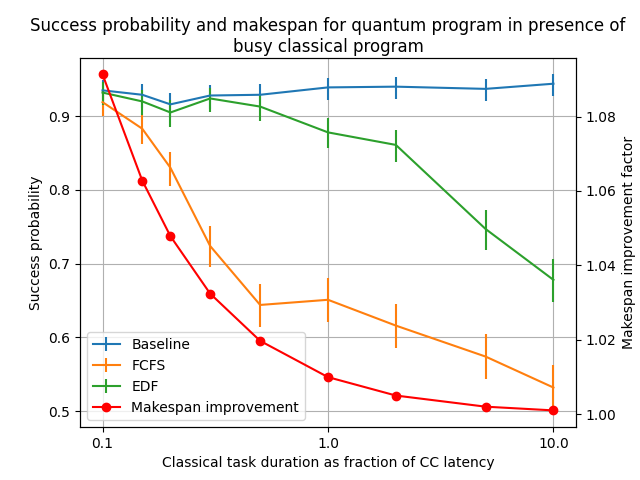 Success probability and makespan for quantum program in presence of
busy classical program
Success probability
0.9
0.8
0.7
0.6
0.5
1.08
1.06
1.04
1.02
1.00
Makespan improvement factor
Baseline
FCFS
EDF
Makespan improvement
0.1
1.0
10.0
Classical task duration as fraction of CC latency